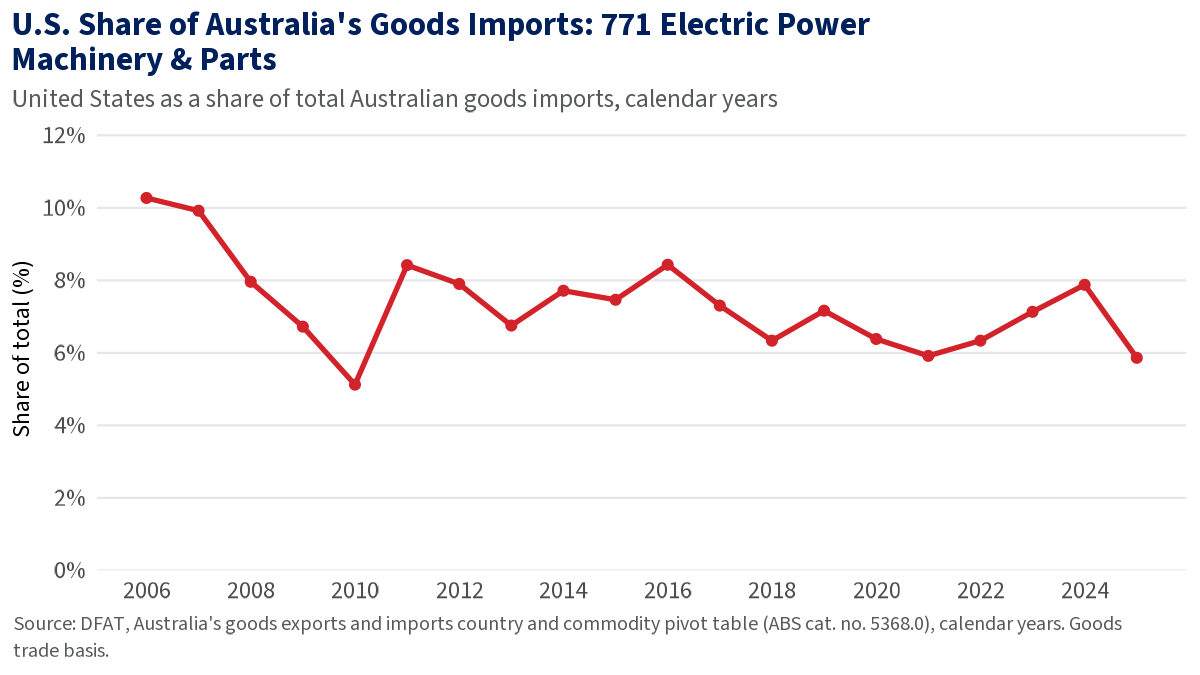 U.S. Share of Australia's Goods Imports: 771 Electric Power
Machinery & Parts
United States as a share of total Australian goods imports, calendar years
Share of total (%)
12%
10%
8%
6%
4%
2%
0%
2006 2008 2010 2012 2014 2016 2018 2020 2022 2024
Source: DFAT, Australia's goods exports and imports country and commodity pivot table (ABS cat. no. 5368.0), calendar years. Goods
trade basis.